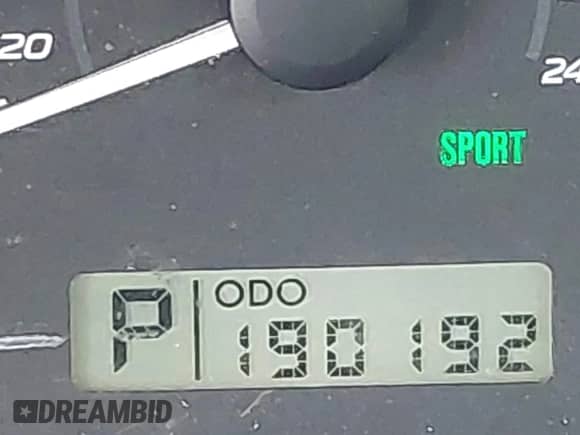 20
24
SPORT
P ODO
190192
DREAMBID